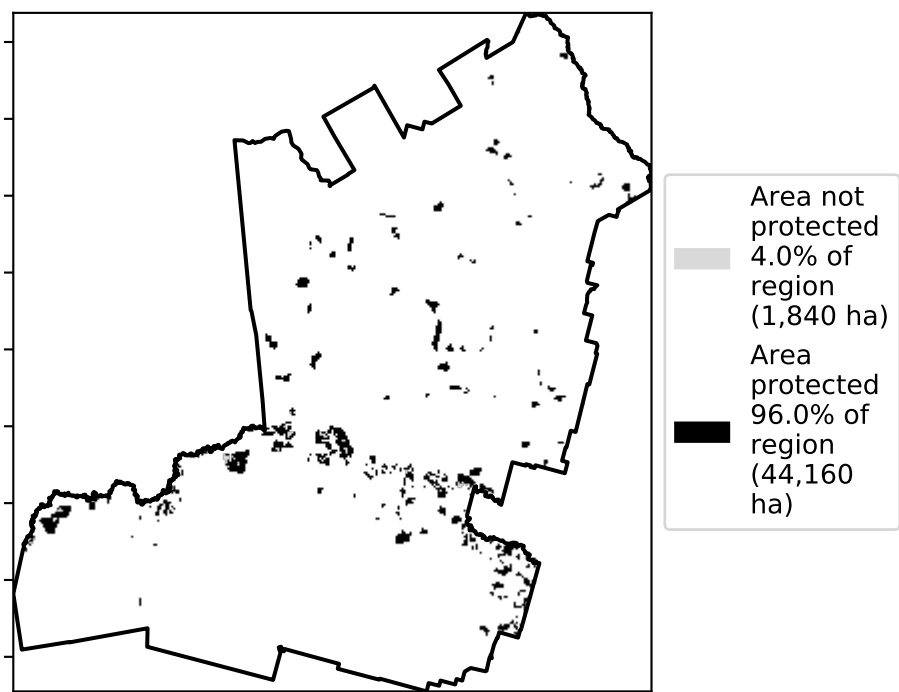 Area not
protected
4.0% of
region
(1,840 ha)
Area
protected
96.0% of
region
(44,160
ha)